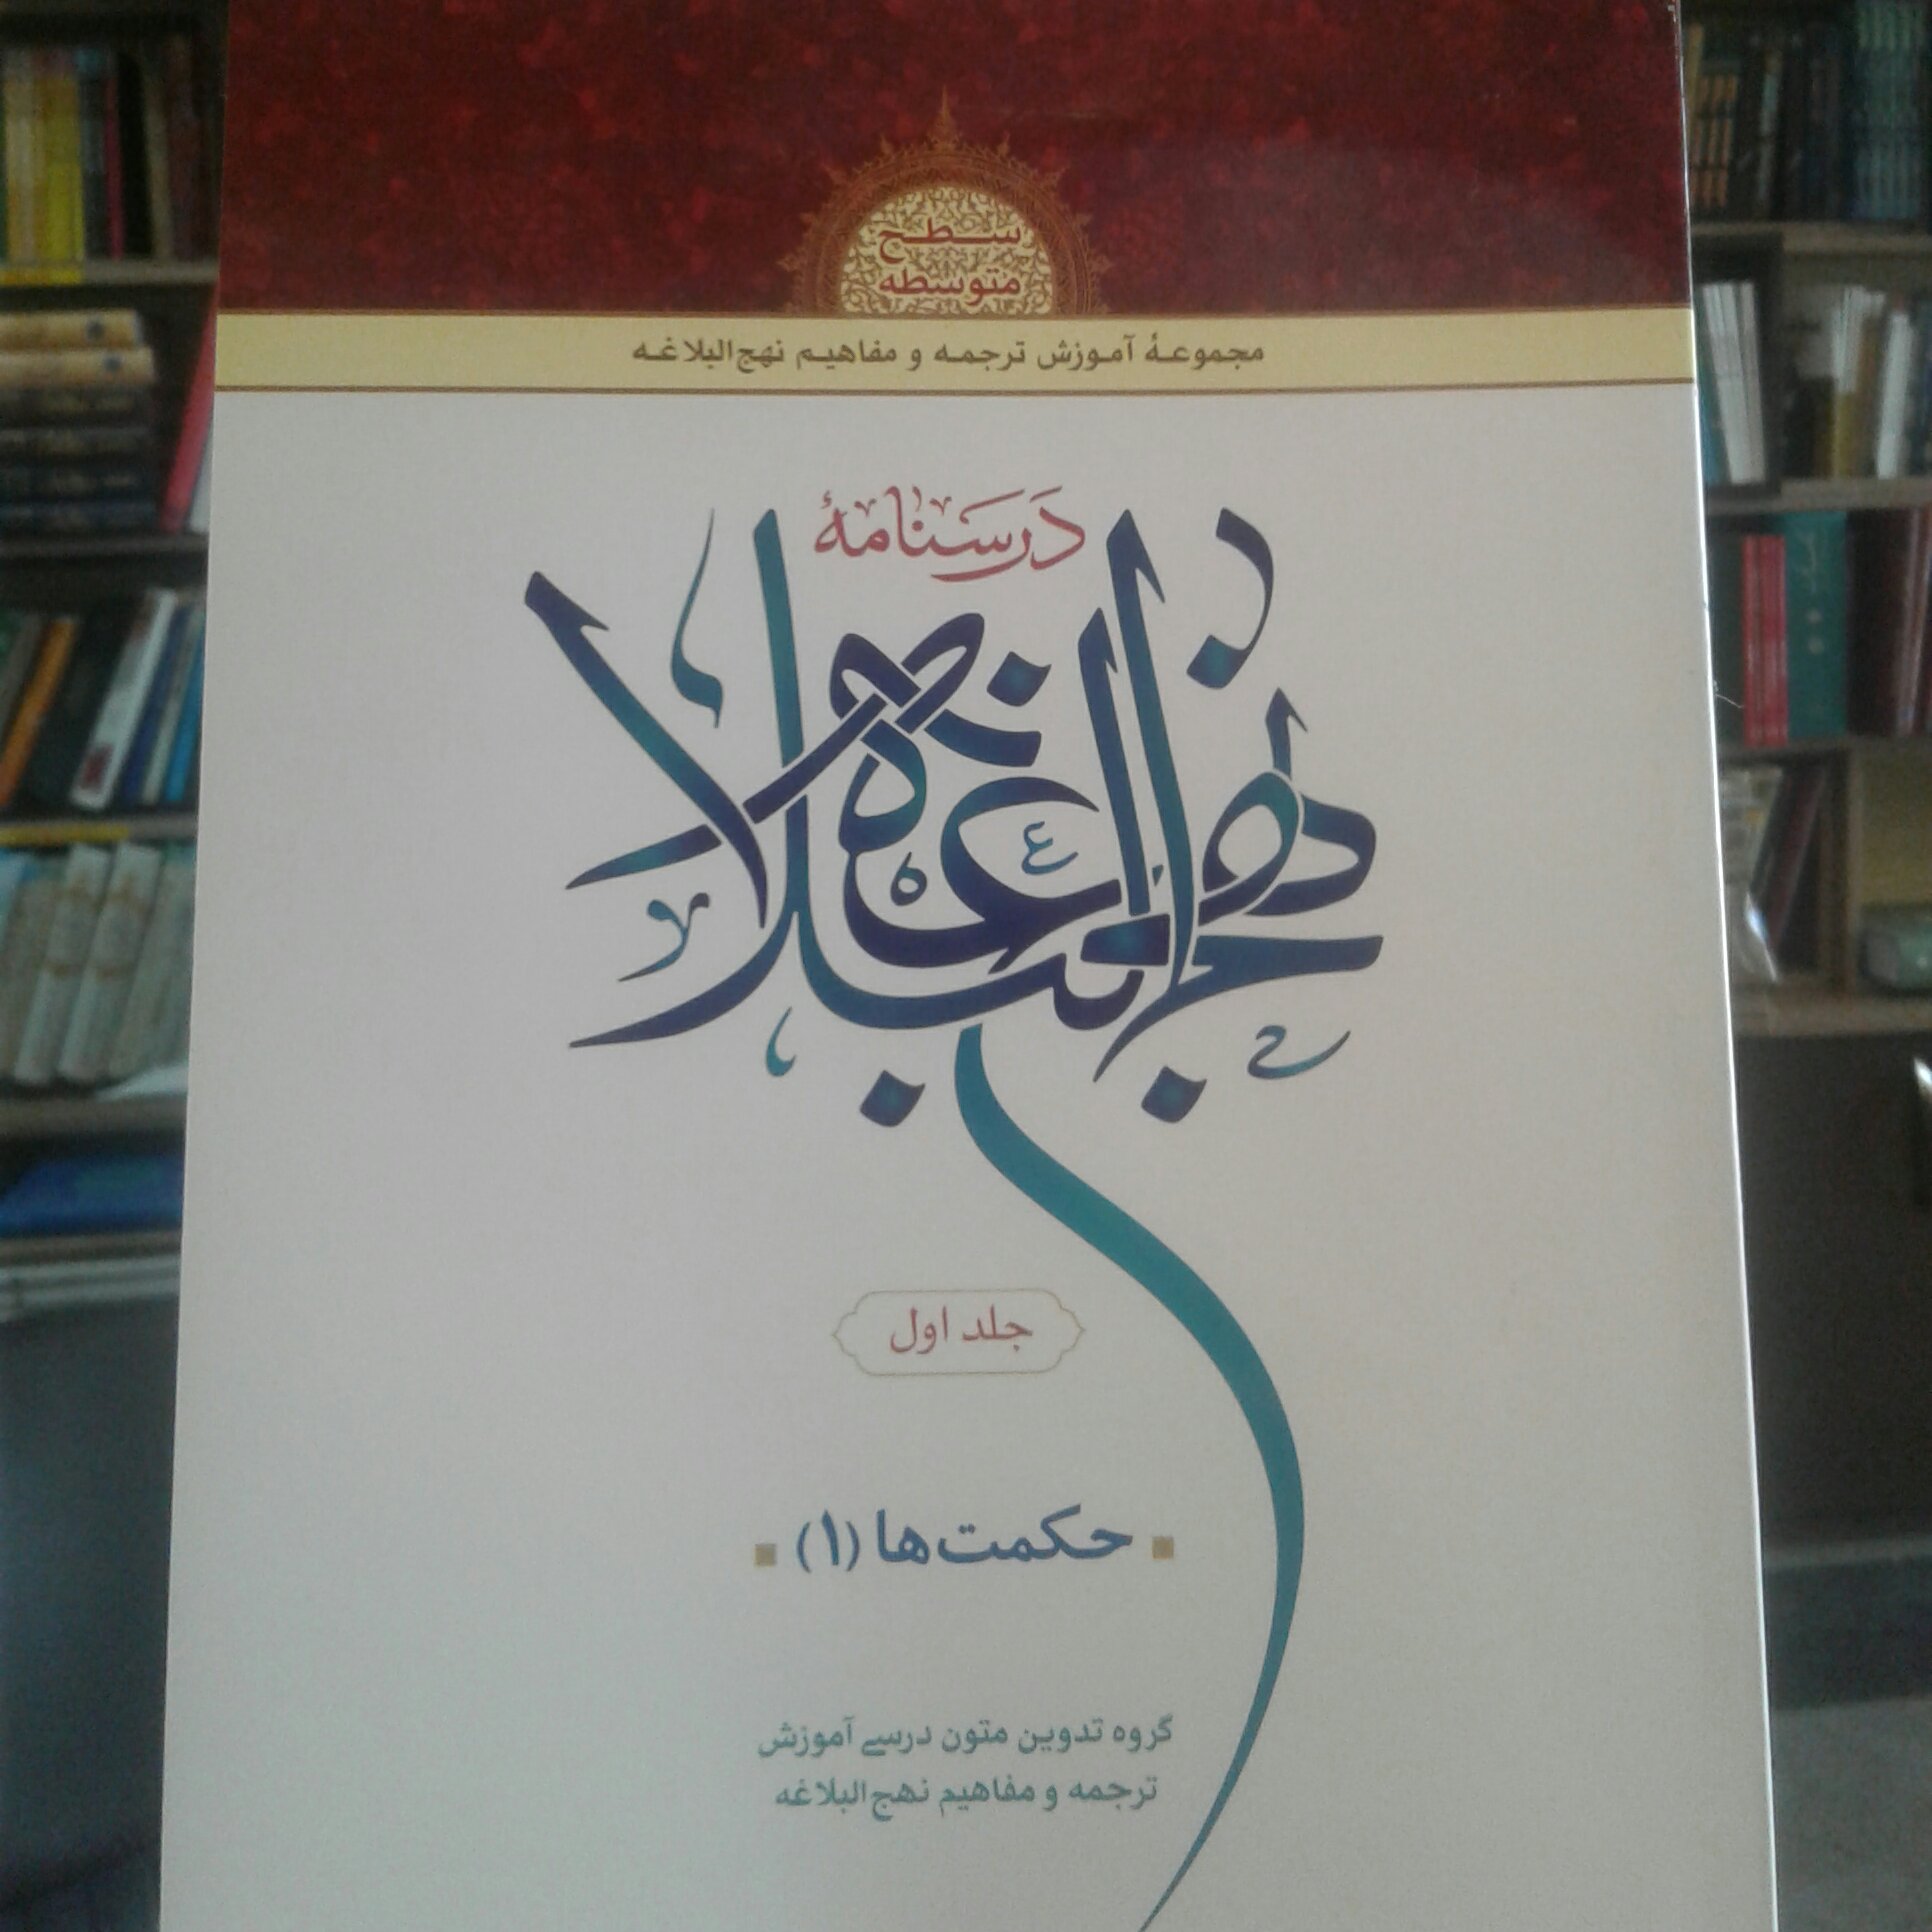 سطح
متوسطه
مجموعهٔ آموزش ترجمه و مفاهیم نهج‌البلاغه
درسنامهٔ
نهج البلاغه
جلد اول
حکمت‌ها (۱)
گروه تدوین متون درسی آموزش
ترجمه و مفاهیم نهج‌البلاغه